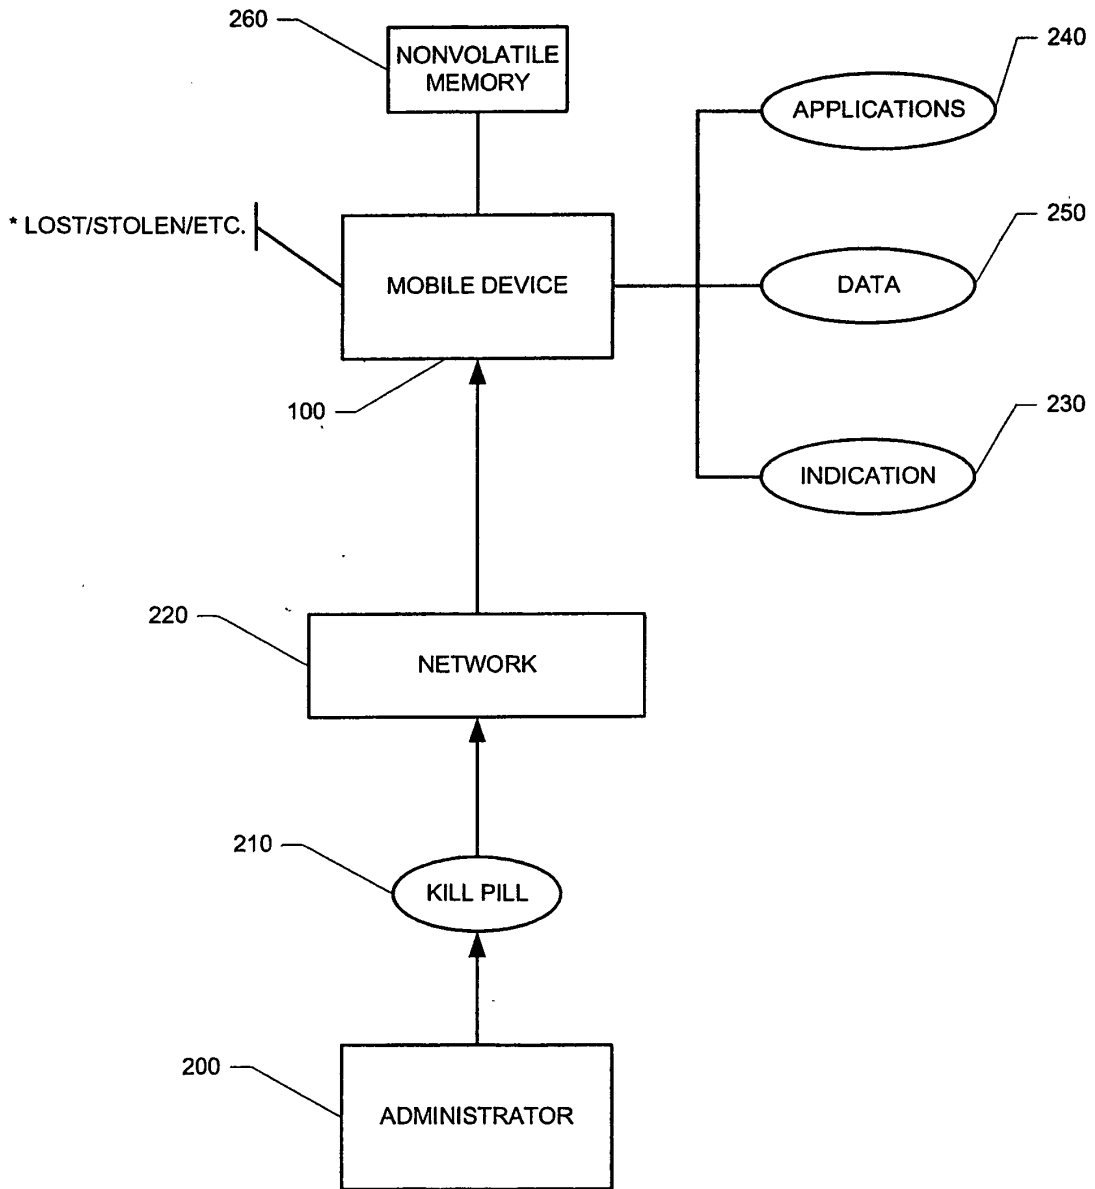 260
NONVOLATILE
MEMORY
240
APPLICATIONS
* LOST/STOLEN/ETC.
250
MOBILE DEVICE
DATA
100
230
INDICATION
220
NETWORK
210
KILL PILL
200
ADMINISTRATOR